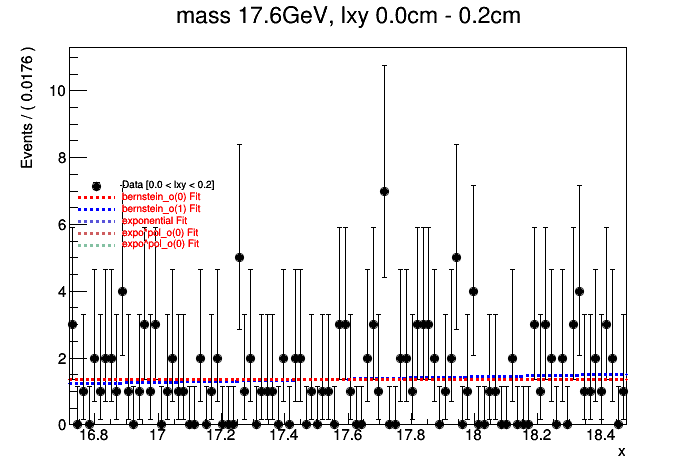 mass 17.6GeV, lxy 0.0cm - 0.2cm
Events / ( 0.0176 )
10
8
6
4
2
0
Data [0.0 < lxy < 0.2]
bernstein_o(0) Fit
bernstein_o(1) Fit
exponential Fit
expo*pol_o(0) Fit
expo*pol_o(0) Fit
16.8 17 17.2 17.4 17.6 17.8 18 18.2 18.4
x